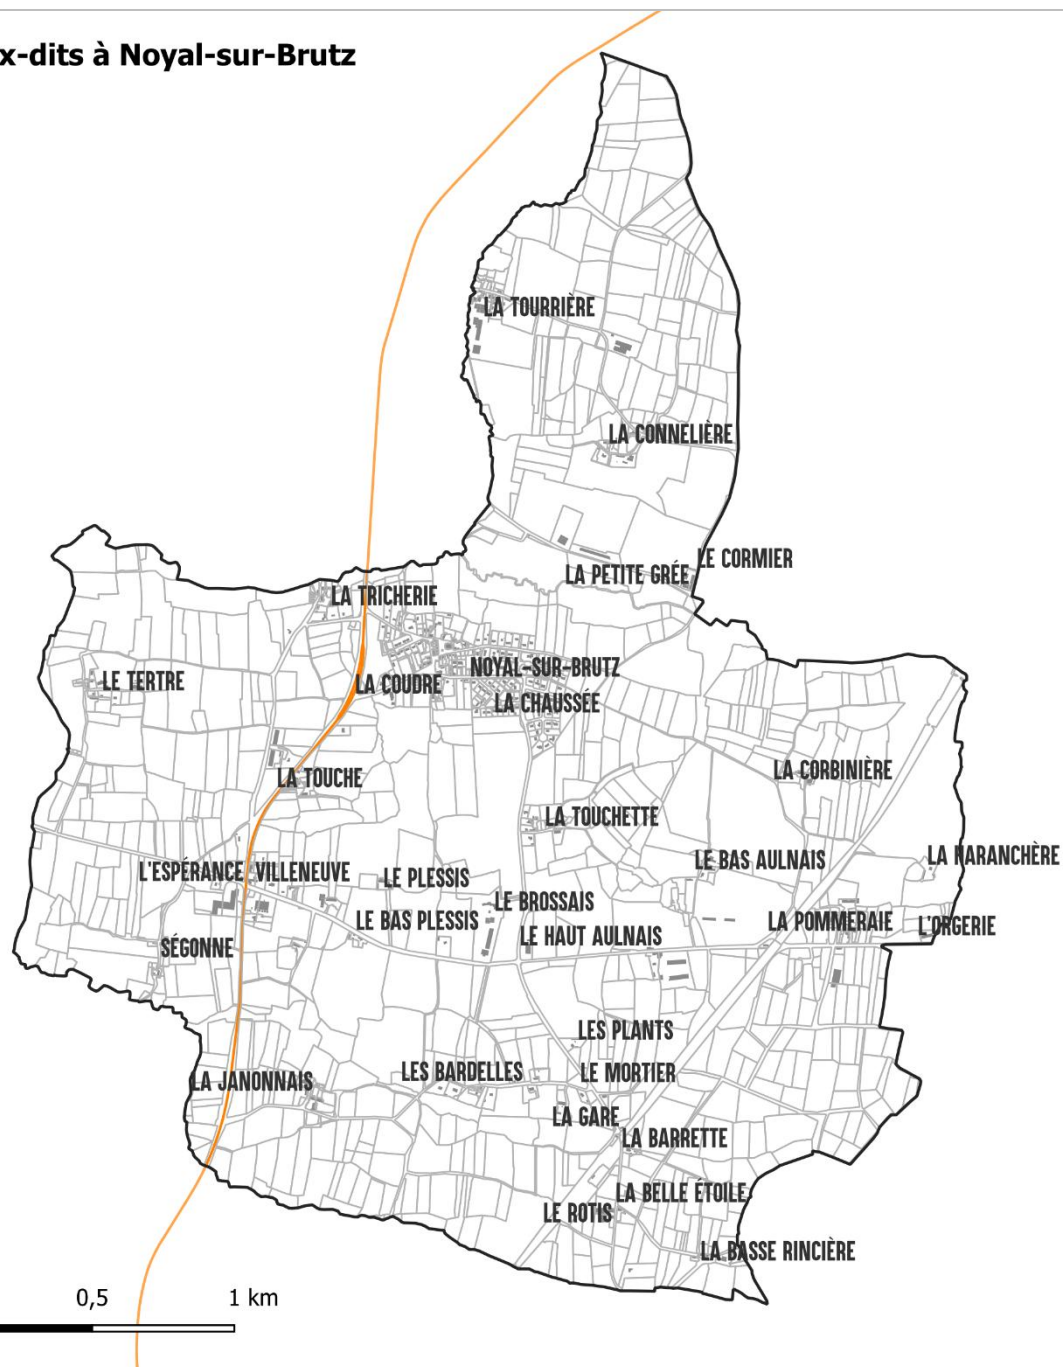 x-dits à Noyal-sur-Brutz
LA TOURRIÈRE
LA CONNELIÈRE
LE CORMIER
LA PETITE GRÉE
LA TRICHERIE
NOYAL-SUR-BRUTZ
LE TERTRE
LA COUDRE
LA CHAUSSÉE
LA CORBINIÈRE
LA TOUCHE
LA TOUCHETTE
LA HARANCHÈRE
LE BAS AULNAIS
L'ESPÉRANCE
VILLENEUVE
LE PLESSIS
LE BROSSAIS
LE BAS PLESSIS
LA POMMERAIE
L'ORGERIE
LE HAUT AULNAIS
SÉGONNE
LES PLANTS
LES BARDELLES
LE MORTIER
LA JANONNAIS
LA GARE
LA BARRETTE
LA BELLE ÉTOILE
LE ROTIS
LA BASSE RINCIÈRE
0,5
1 km